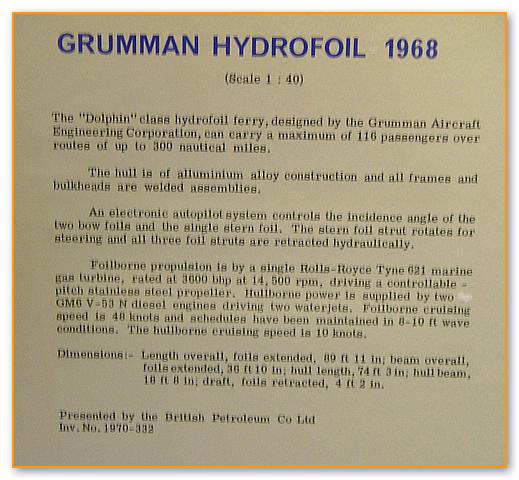 GRUMMAN HYDROFOIL 1968
(Scale 1 : 40)
The "Dolphin" class hydrofoil ferry, designed by the Grumman Aircraft
Engineering Corporation, can carry a maximum of 116 passengers over
routes of up to 300 nautical miles.
The hull is of alluminium alloy construction and all frames and
bulkheads are welded assemblies.
An electronic autopilot system controls the incidence angle of the
two bow foils and the single stern foil. The stern foil strut rotates for
steering and all three foil struts are retracted hydraulically.
Foilborne propulsion is by a single Rolls-Royce Tyne 621 marine
gas turbine, rated at 3600 bhp at 14,500 rpm, driving a controllable -
pitch stainless steel propeller. Hullborne power is supplied by two
GM6 V-53 N diesel engines driving two waterjets. Foilborne cruising
speed is 48 knots and schedules have been maintained in 8-10 ft wave
conditions. The hullborne cruising speed is 10 knots.
Dimensions:- Length overall, foils extended, 89 ft 11 in; beam overall,
foils extended, 36 ft 10 in; hull length, 74 ft 3 in; hull beam,
18 ft 8 in; draft, foils retracted, 4 ft 2 in.
Presented by the British Petroleum Co Ltd
Inv. No. 1970-332